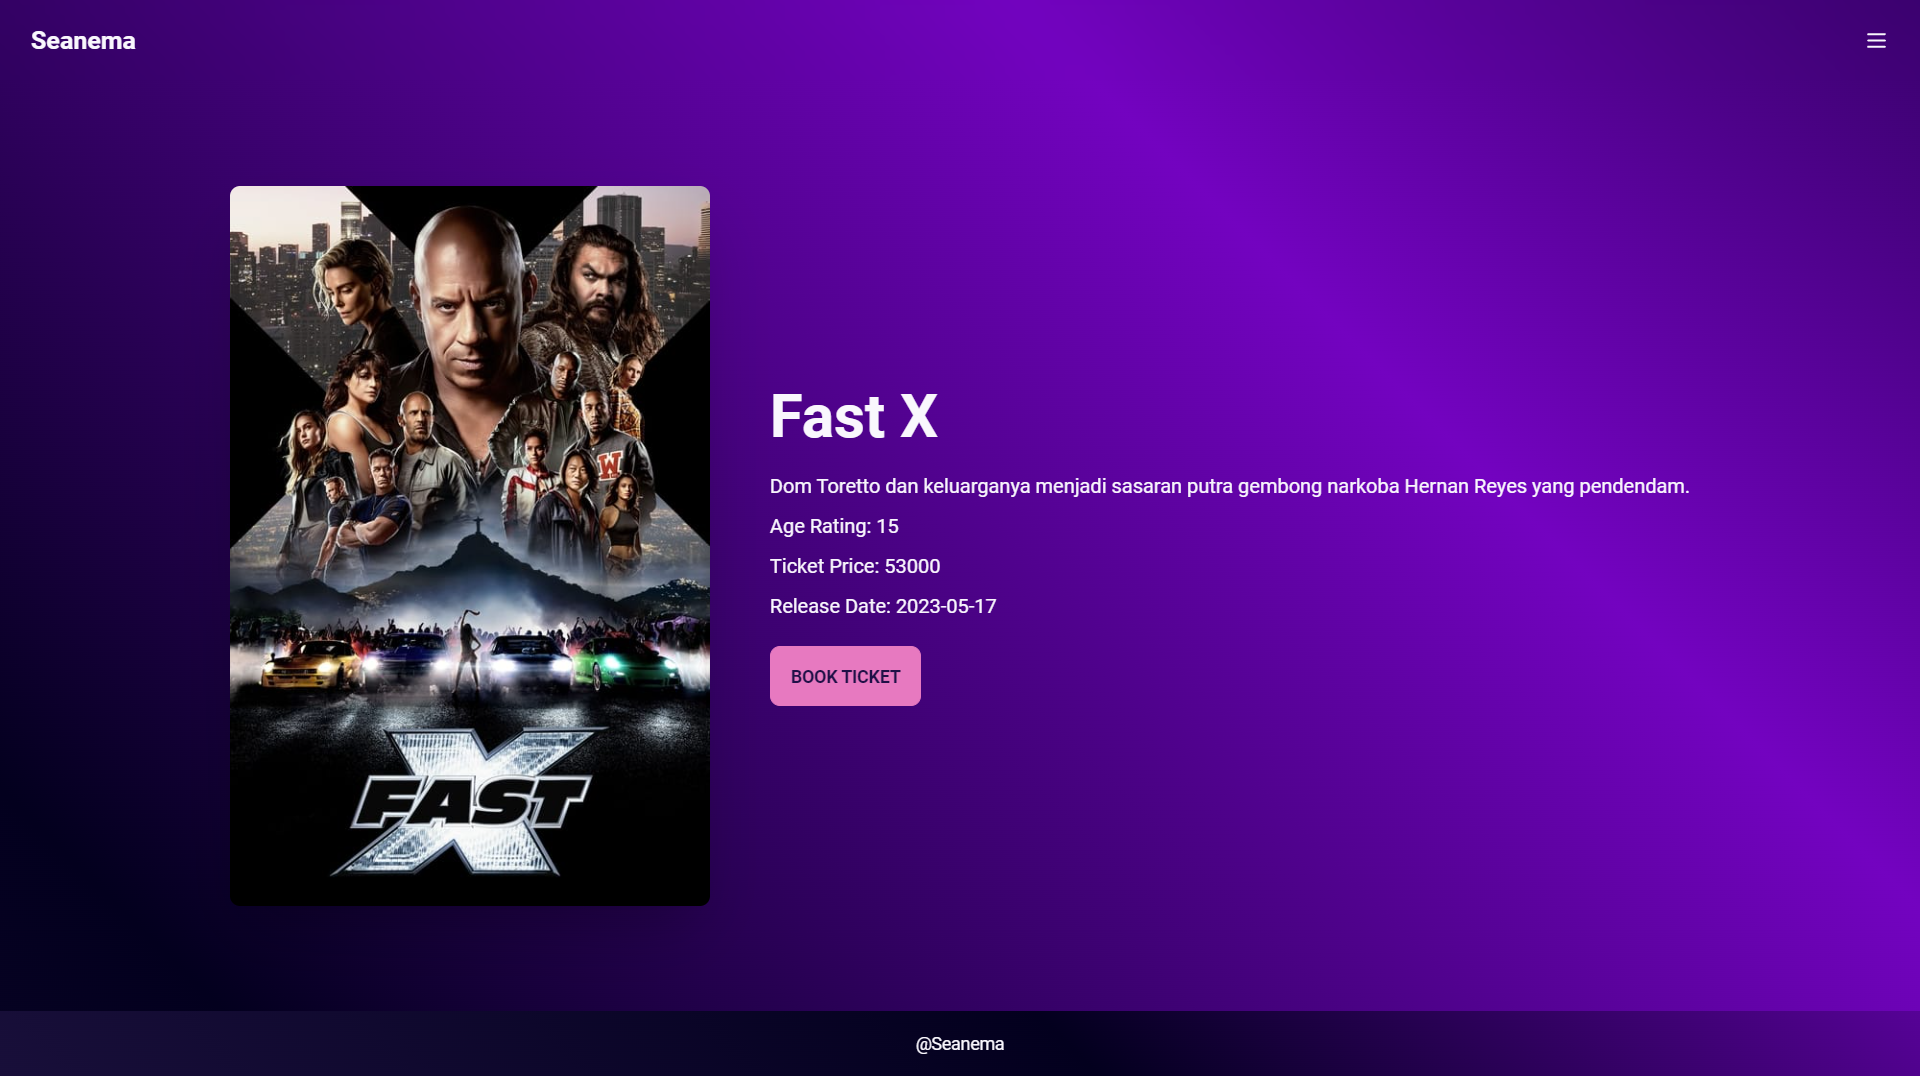 Seanema
W
FAST
X
Fast X
Dom Toretto dan keluarganya menjadi sasaran putra gembong narkoba Hernan Reyes yang pendendam.
Age Rating: 15
Ticket Price: 53000
Release Date: 2023-05-17
BOOK TICKET
@Seanema